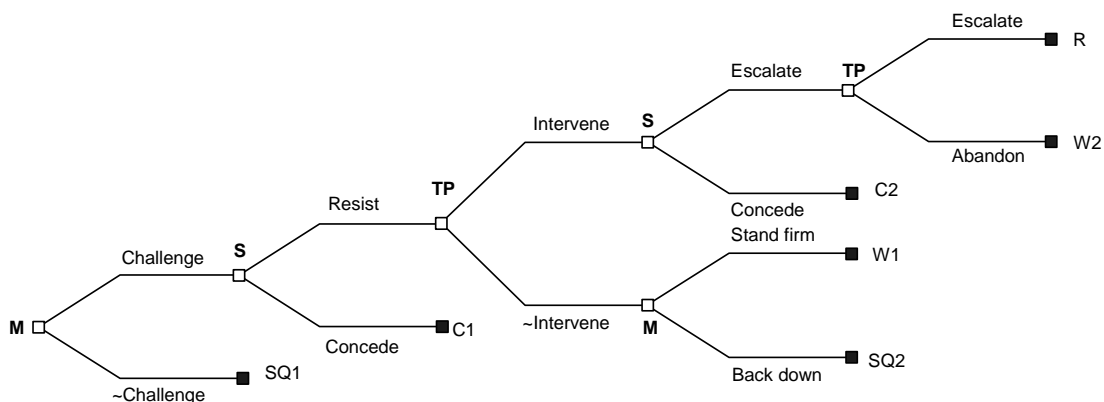 Escalate
R
Escalate
TP
Intervene
S
W2
Abandon
TP
C2
Resist
Concede
Stand firm
S
Challenge
W1
M
C1
~Intervene
M
Concede
SQ2
SQ1
Back down
~Challenge